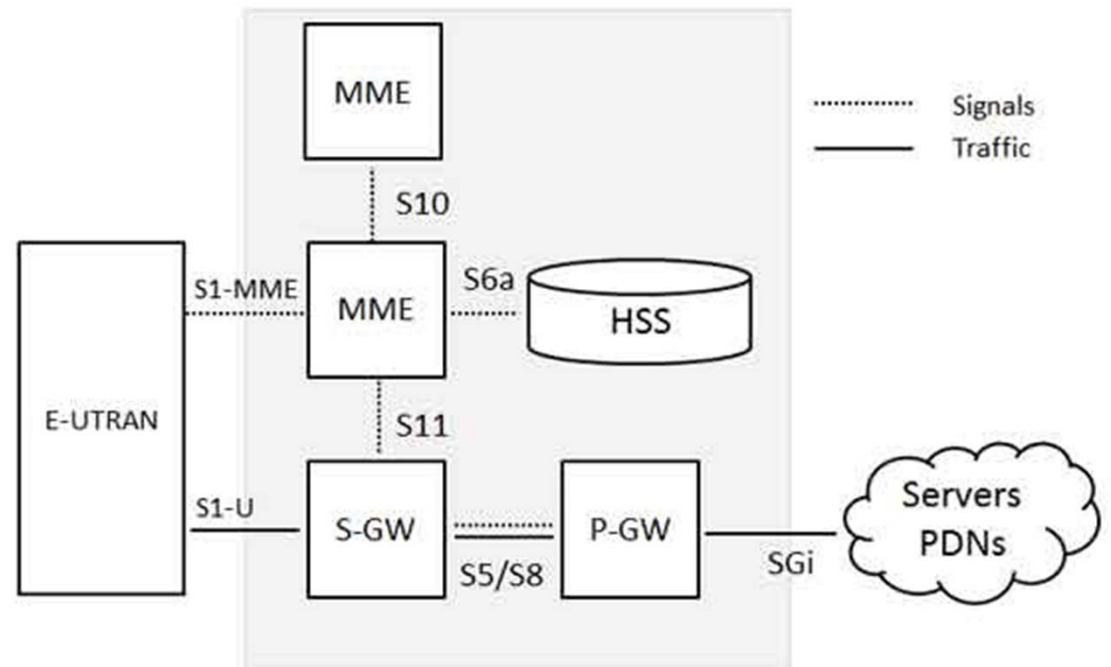 MME
Signals
Traffic
S10
S1-MME
MME
S6a
HSS
E-UTRAN
S11
S1-U
S-GW
S5/S8
P-GW
SGi
Servers
PDNs